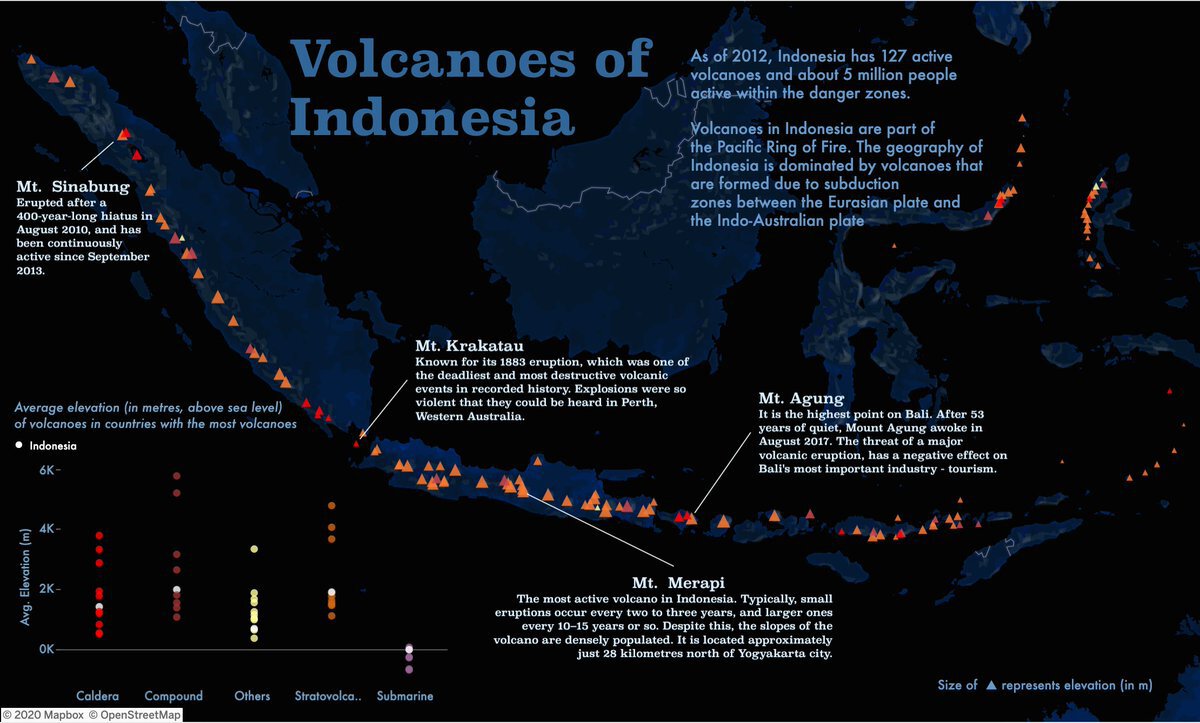 Volcanoes of
Indonesia
As of 2012, Indonesia has 127 active
volcanoes and about 5 million people
active within the danger zones.
Volcanoes in Indonesia are part of
the Pacific Ring of Fire. The geography of
Indonesia is dominated by volcanoes that
are formed due to subduction
zones between the Eurasian plate and
the Indo-Australian plate
Mt. Sinabung
Erupted after a
400-year-long hiatus in
August 2010, and has
been continuously
active since September
2013.
Mt. Krakatau
Known for its 1883 eruption, which was one of
the deadliest and most destructive volcanic
events in recorded history. Explosions were so
violent that they could be heard in Perth,
Western Australia.
Mt. Agung
It is the highest point on Bali. After 53
years of quiet, Mount Agung awoke in
August 2017. The threat of a major
volcanic eruption, has a negative effect on
Bali's most important industry - tourism.
Average elevation (in metres, above sea level)
of volcanoes in countries with the most volcanoes
Indonesia
6K
4K
2K
0K
Avg. Elevation (m)
Caldera
Compound
Others
Stratovolca..
Submarine
Mt. Merapi
The most active volcano in Indonesia. Typically, small
eruptions occur every two to three years, and larger ones
every 10–15 years or so. Despite this, the slopes of the
volcano are densely populated. It is located approximately
just 28 kilometres north of Yogyakarta city.
Size of ▲ represents elevation (in m)
© 2020 Mapbox © OpenStreetMap